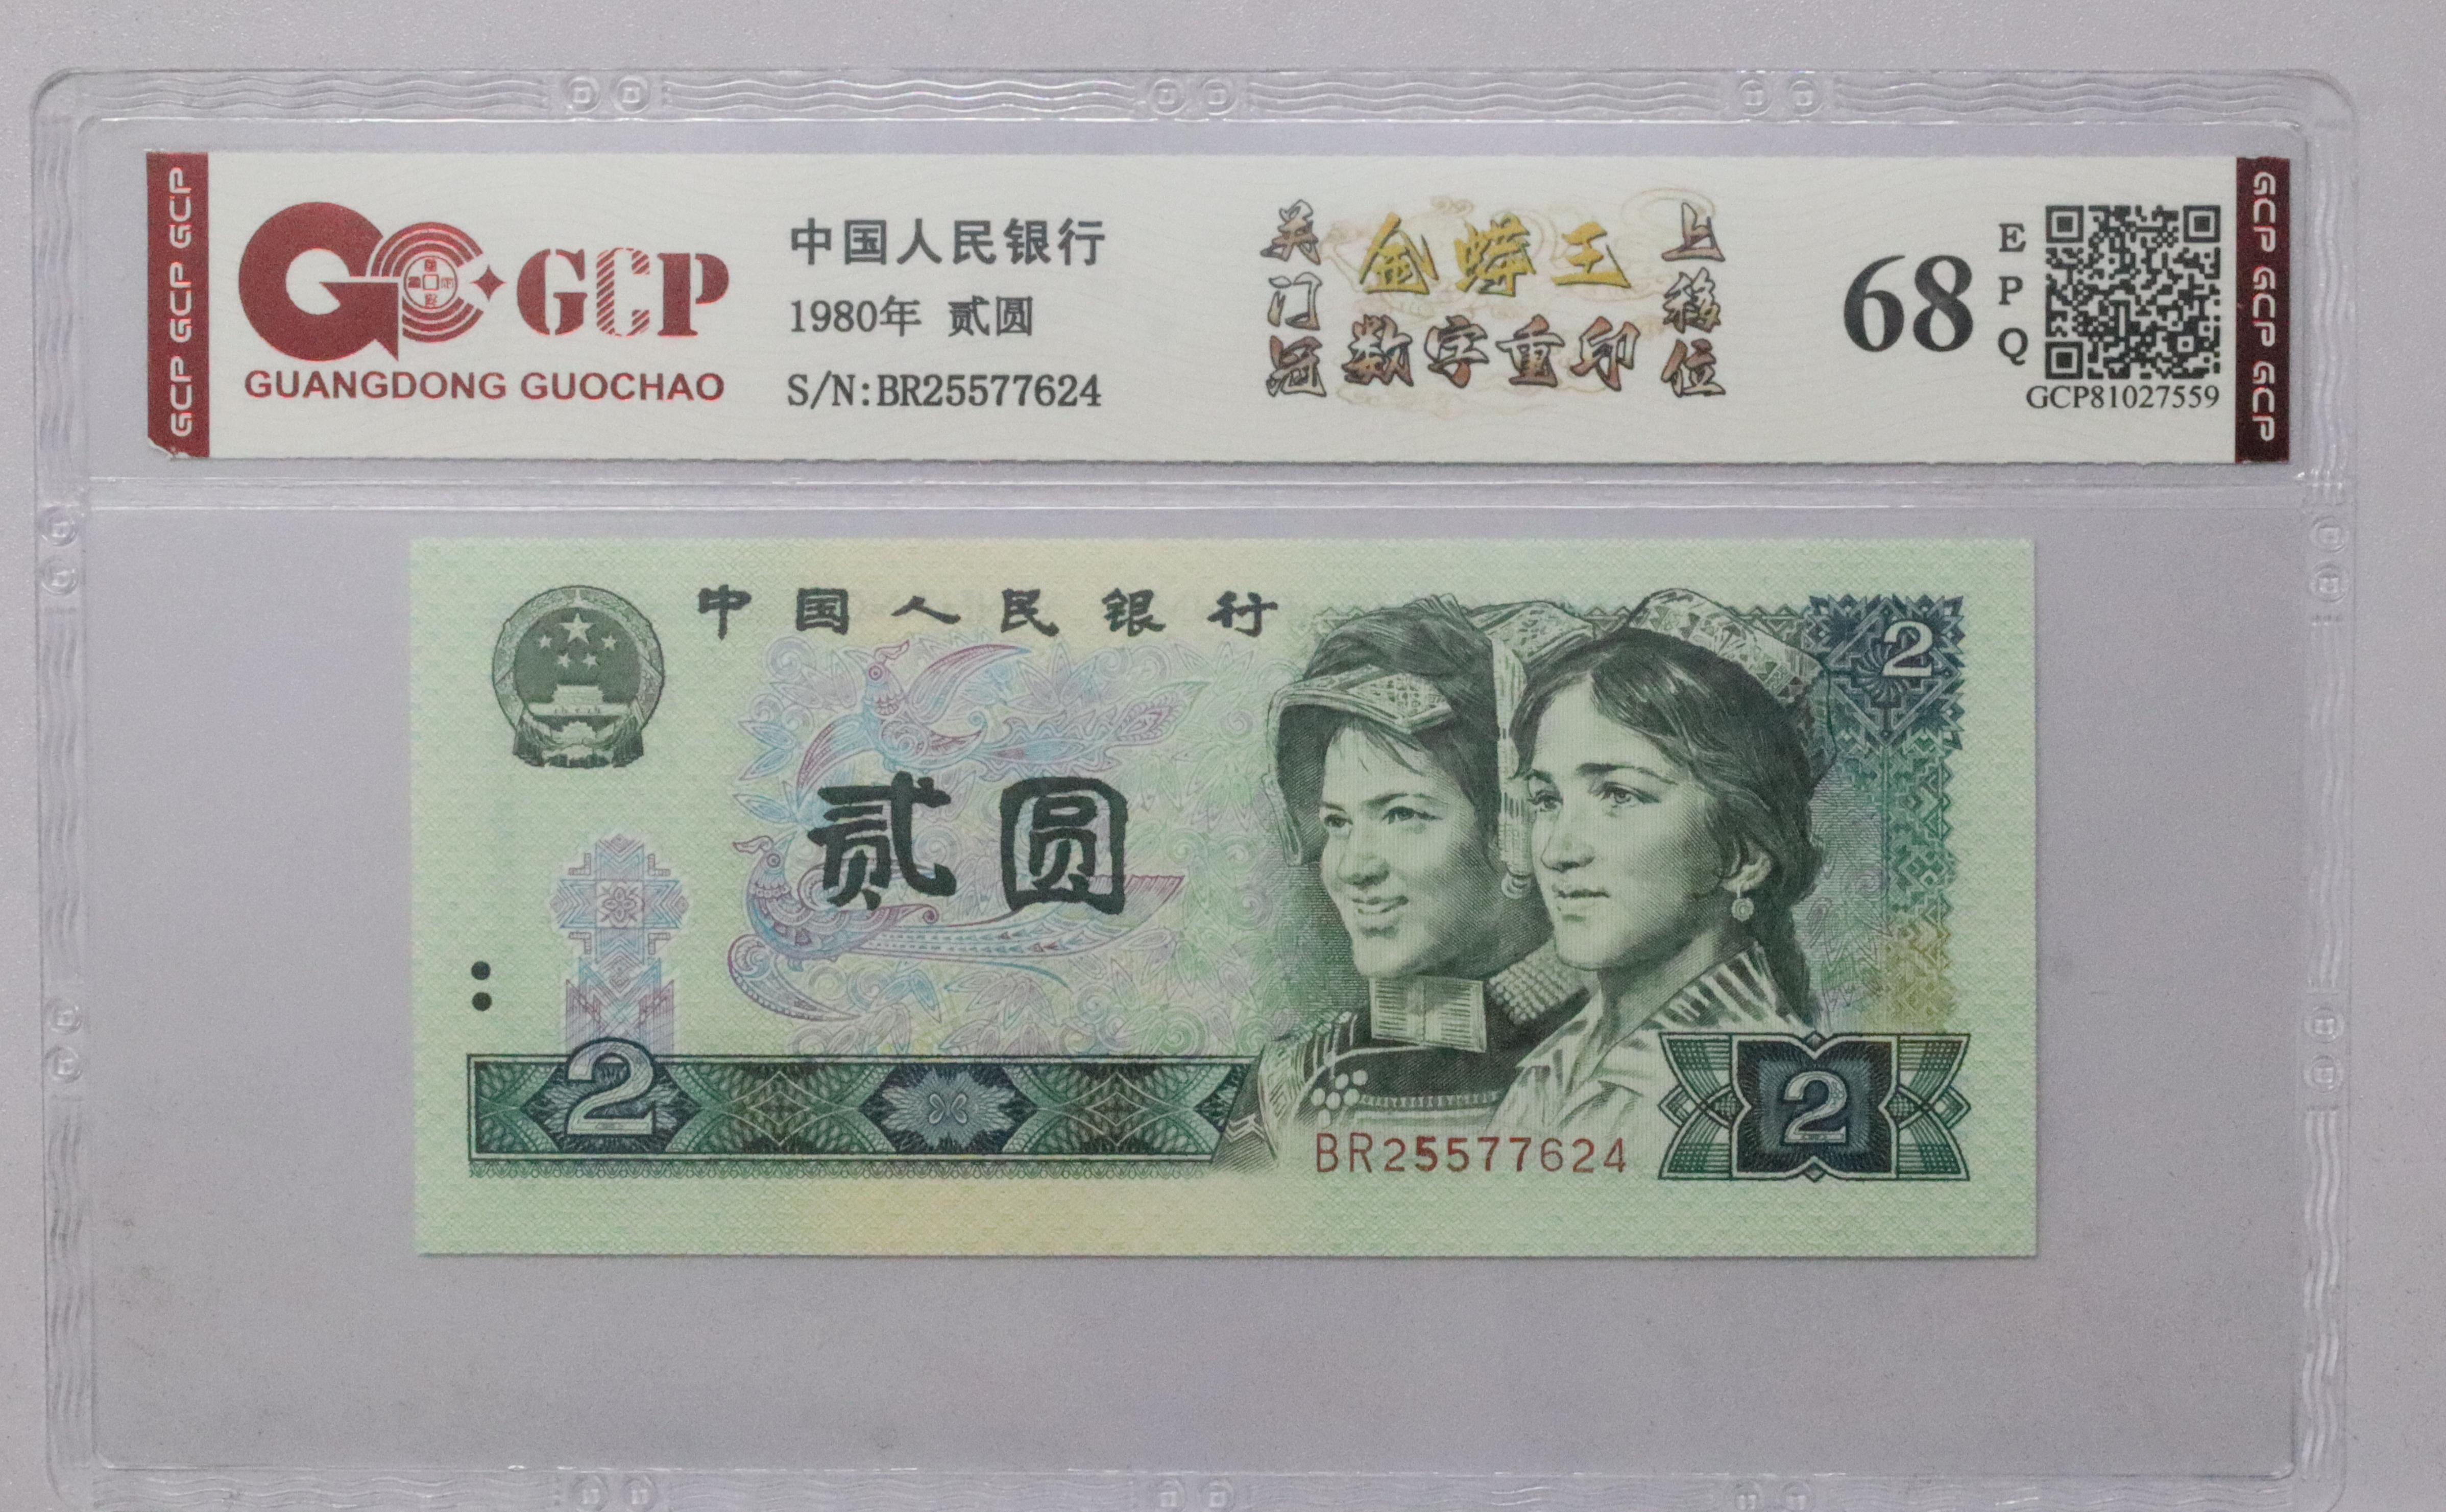 GCP GCP GCP
GCP
GUANGDONG GUOCHAO
中国人民银行
1980年 贰圆
S/N:BR25577624
关门冠
金蟒王
数字重印
上移位
68
EPQ
GCP81027559
GCP GCP GCP
中国人民银行
2
贰圆
2
2
BR25577624